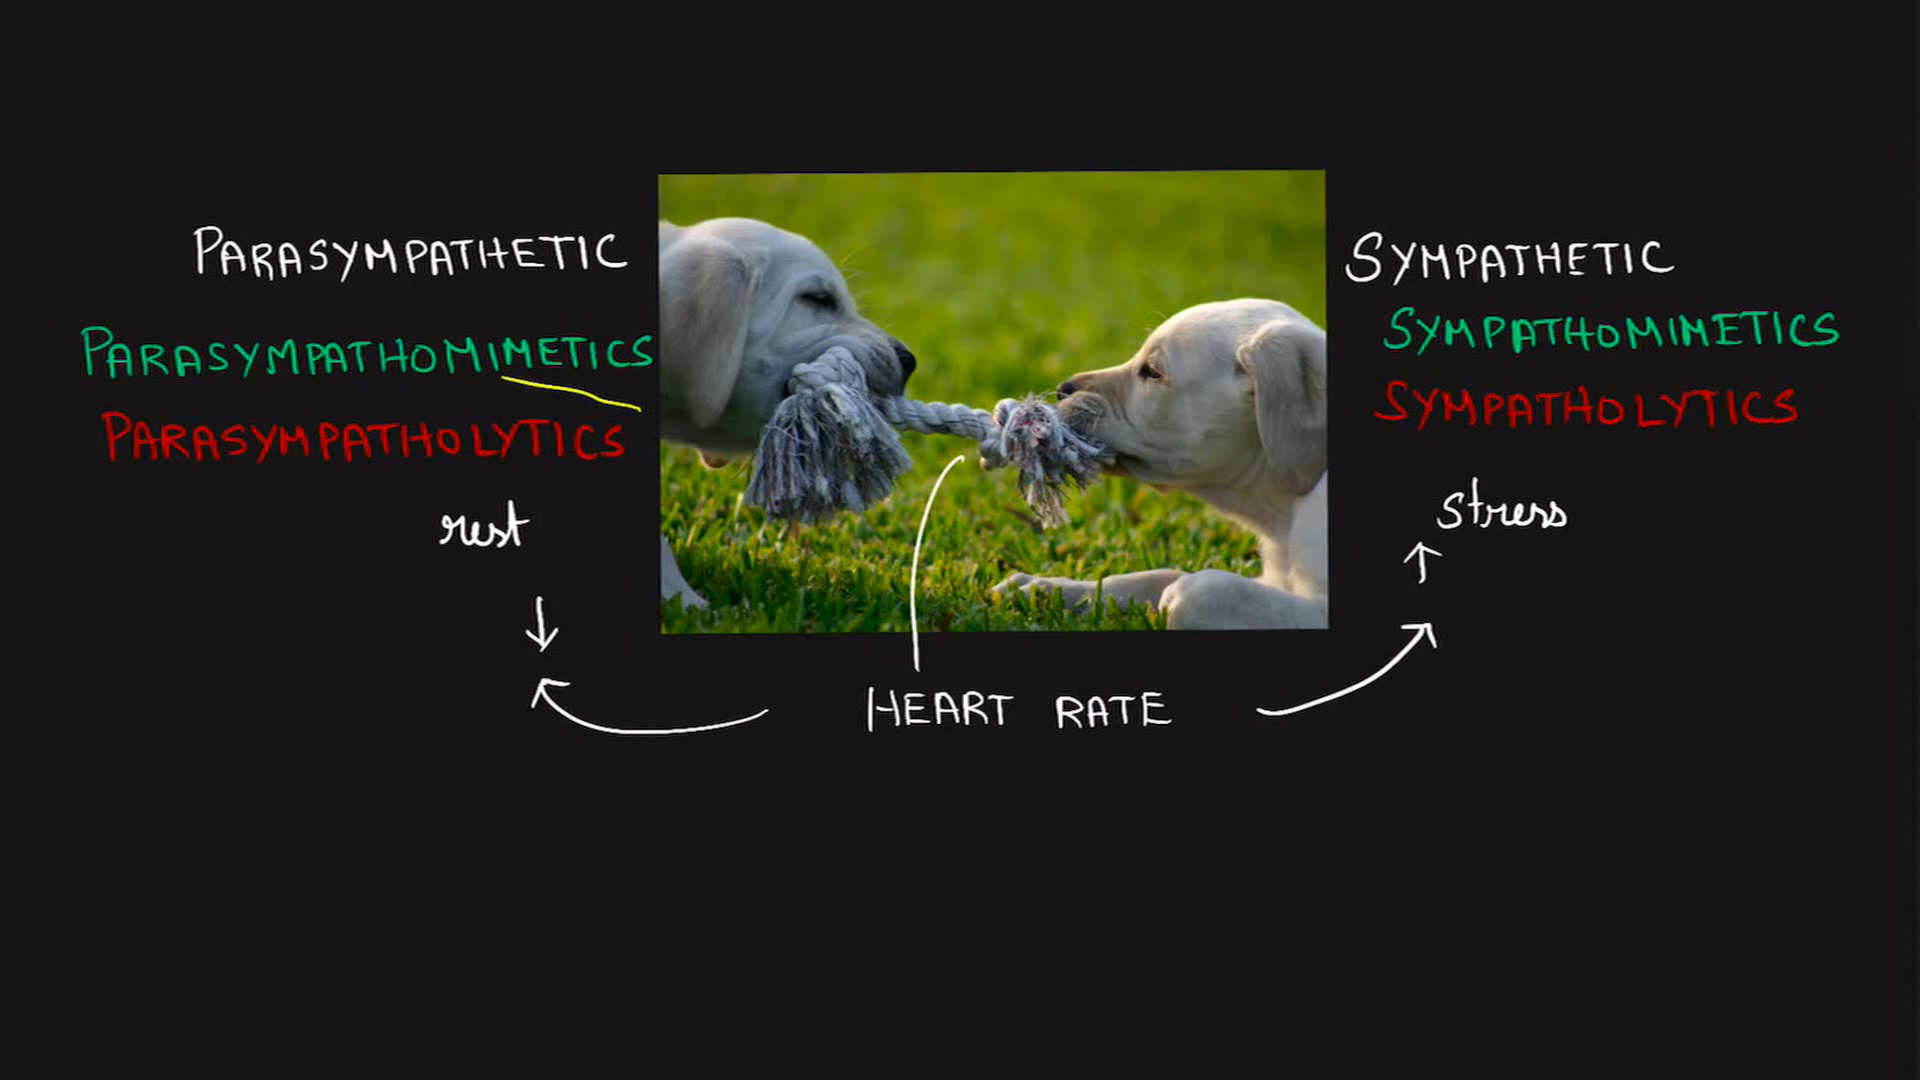 PARASYMPATHETIC
PARASYMPATHOMIMETICS
PARASYMPATHOLYTICS
rest
SYMPATHETIC
SYMPATHOMIMETICS
SYMPATHOLYTICS
stress
HEART RATE